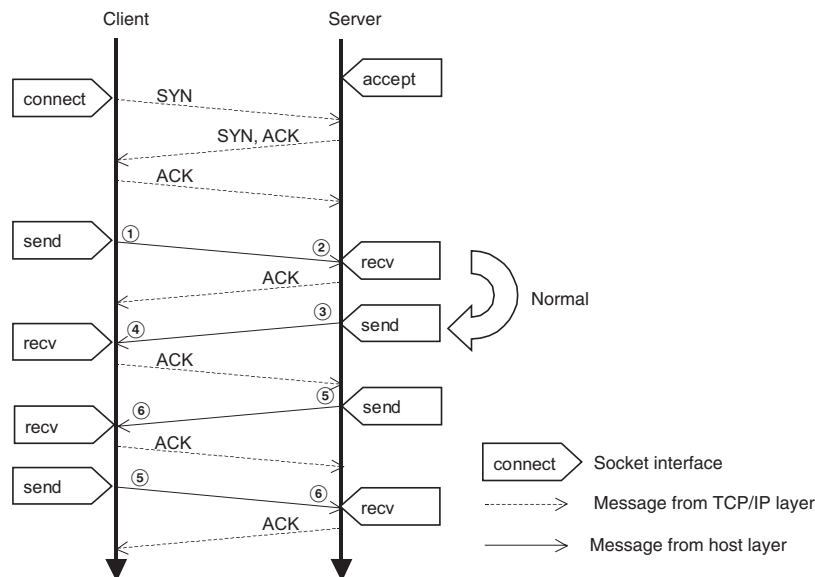 Client Server
accept
connect
SYN
SYN, ACK
ACK
send
①
②
recv
ACK
Normal
③
send
④
recv
ACK
⑤
send
⑥
recv
ACK
connect Socket interface
send
⑤
⑥
recv
Message from TCP/IP layer
ACK
Message from host layer